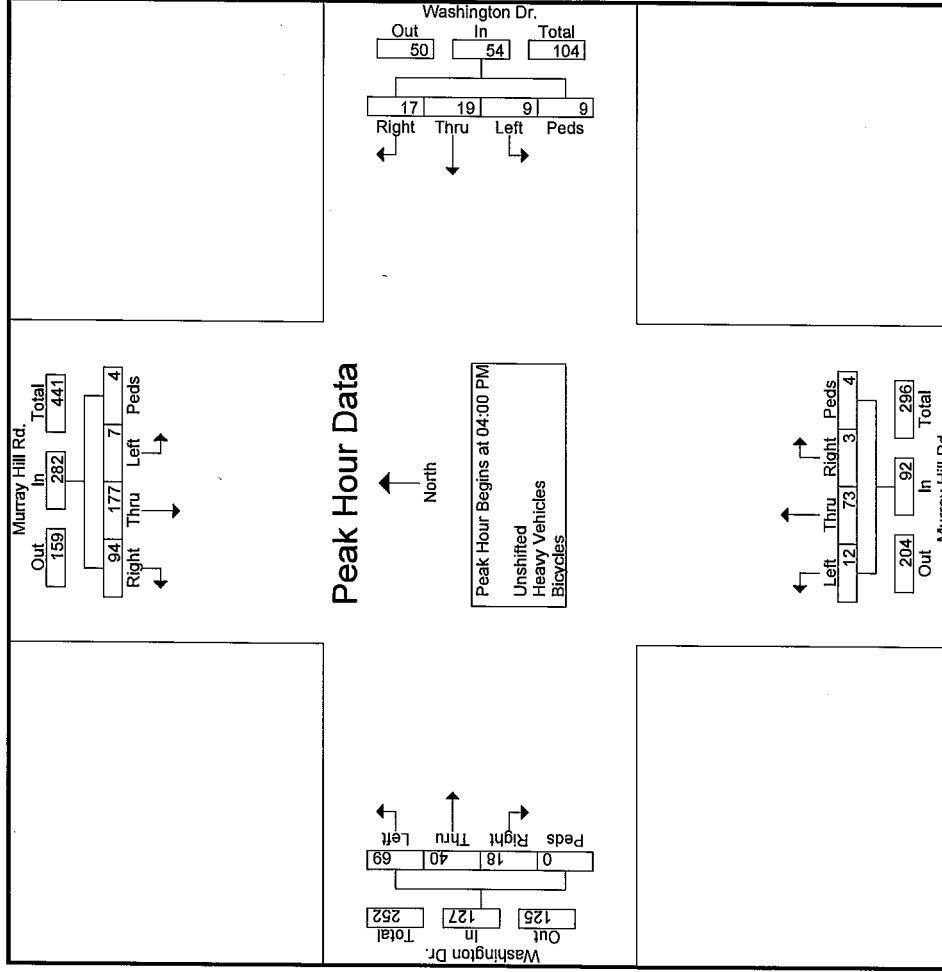 Washington Dr.
Out In Total
50 54 104
17 19 9 9
Right Thru Left Peds
Murray Hill Rd.
Out In Total
159 282 441
94 177 7 4
Right Thru Left Peds
Peak Hour Data
North
Peak Hour Begins at 04:00 PM
Unshifted
Heavy Vehicles
Bicycles
Left Thru Right Peds
12 73 3 4
204 92 296
Out In Total
Murray Hill Rd.
Left Thru Right Peds
69 40 18 0
252 127 125
Total In Out
Washington Dr.